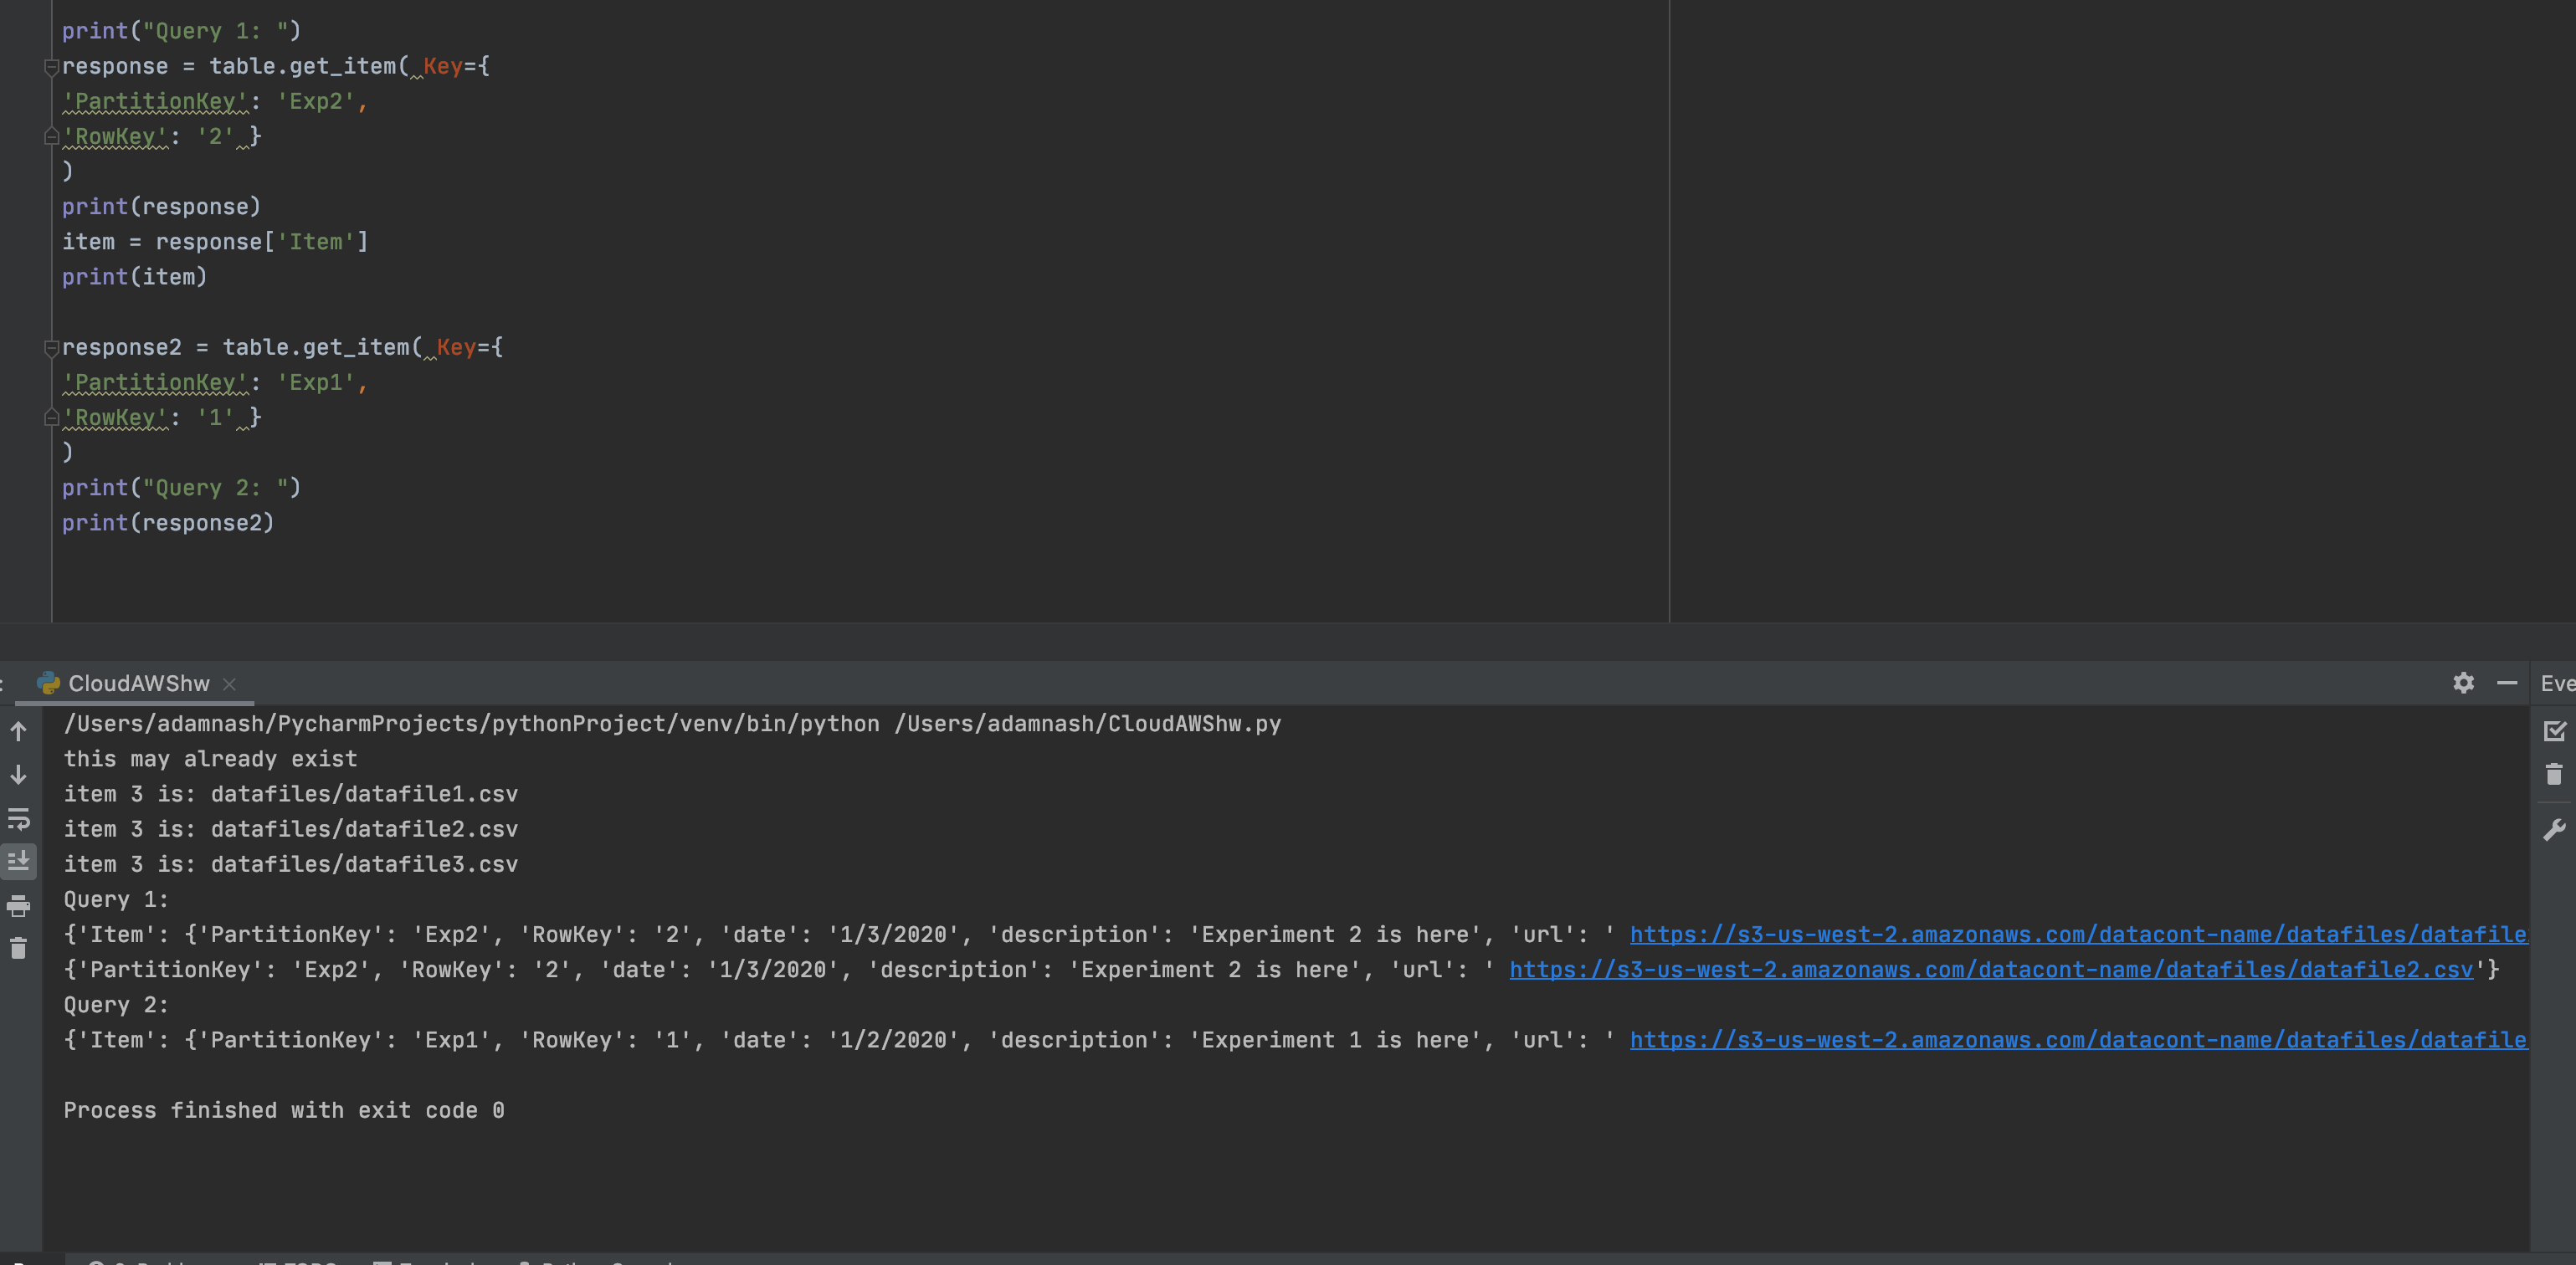 print("Query 1: ")
response = table.get_item( Key={
'PartitionKey': 'Exp2',
'RowKey': '2' }
)
print(response)
item = response['Item']
print(item)
response2 = table.get_item( Key={
'PartitionKey': 'Exp1',
'RowKey': '1' }
)
print("Query 2: ")
print(response2)
: CloudAWShw Eve
/Users/adamnash/PycharmProjects/pythonProject/venv/bin/python /Users/adamnash/CloudAWShw.py
this may already exist
item 3 is: datafiles/datafile1.csv
item 3 is: datafiles/datafile2.csv
item 3 is: datafiles/datafile3.csv
Query 1:
{'Item': {'PartitionKey': 'Exp2', 'RowKey': '2', 'date': '1/3/2020', 'description': 'Experiment 2 is here', 'url': ' https://s3-us-west-2.amazonaws.com/datacont-name/datafiles/datafile
{'PartitionKey': 'Exp2', 'RowKey': '2', 'date': '1/3/2020', 'description': 'Experiment 2 is here', 'url': ' https://s3-us-west-2.amazonaws.com/datacont-name/datafiles/datafile2.csv'}
Query 2:
{'Item': {'PartitionKey': 'Exp1', 'RowKey': '1', 'date': '1/2/2020', 'description': 'Experiment 1 is here', 'url': ' https://s3-us-west-2.amazonaws.com/datacont-name/datafiles/datafile
Process finished with exit code 0